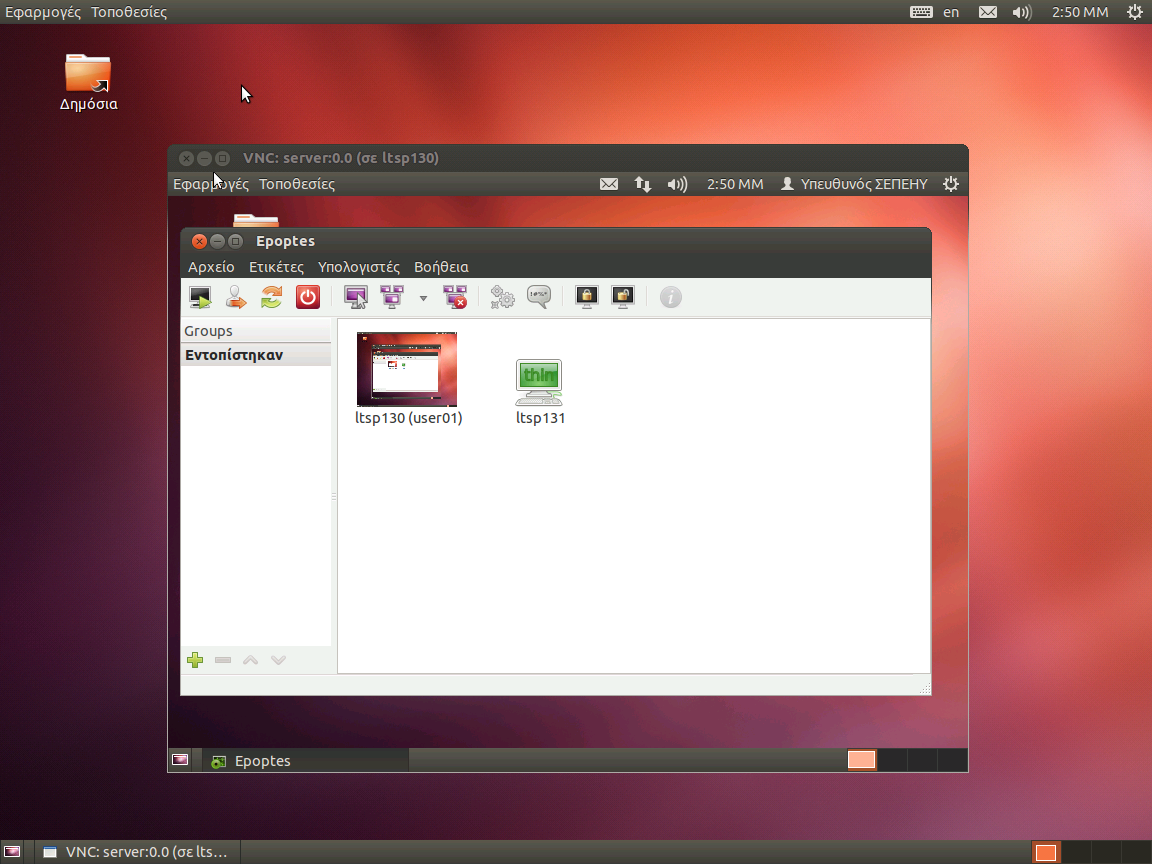 Εφαρμογές Τοποθεσίες en 2:50 ΜΜ
Δημόσια
VNC: server:0.0 (σε ltsp130)
Εφαρμογές Τοποθεσίες 2:50 ΜΜ Υπευθυνός ΣΕΠΕΗΥ
Epoptes
Αρχείο Ετικέτες Υπολογιστές Βοήθεια
!#%*
Groups
Εντοπίστηκαν
thin
ltsp130 (user01) ltsp131
Epoptes
VNC: server:0.0 (σε lts…